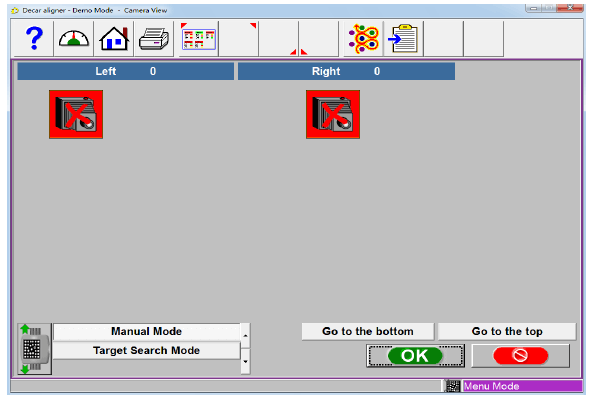 Decar aligner - Demo Mode - Camera View
Left 0 Right 0
Manual Mode
Target Search Mode
Go to the bottom
Go to the top
OK
Menu Mode